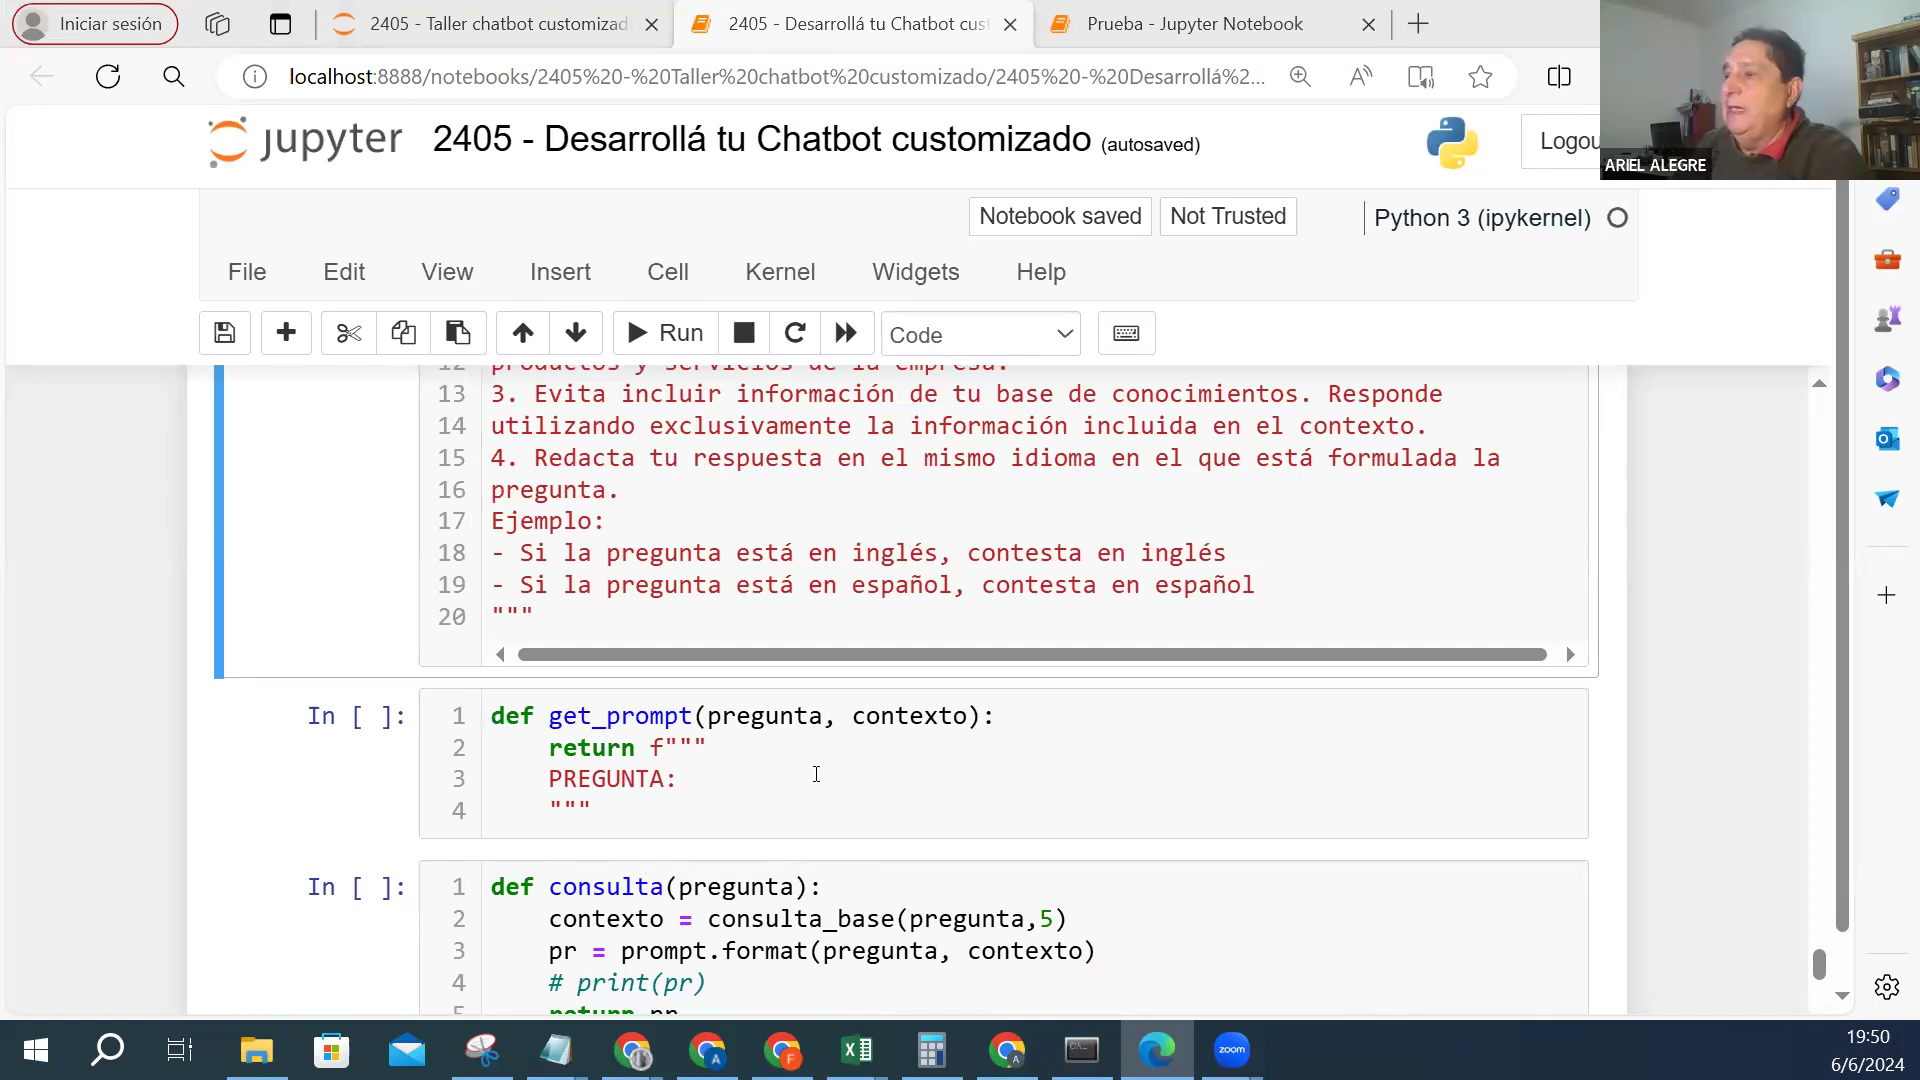 Iniciar sesión
2405 - Taller chatbot customizad
2405 - Desarrollá tu Chatbot cus
Prueba - Jupyter Notebook
localhost:8888/notebooks/2405%20-%20Taller%20chatbot%20customizado/2405%20-%20Desarrollá%2...
jupyter
2405 - Desarrollá tu Chatbot customizado (autosaved)
Logou
ARIEL ALEGRE
Notebook saved
Not Trusted
Python 3 (ipykernel)
File Edit View Insert Cell Kernel Widgets Help
Run
Code
12 productos y servicios de la empresa.
13 3. Evita incluir información de tu base de conocimientos. Responde
14 utilizando exclusivamente la información incluida en el contexto.
15 4. Redacta tu respuesta en el mismo idioma en el que está formulada la
16 pregunta.
17 Ejemplo:
18 - Si la pregunta está en inglés, contesta en inglés
19 - Si la pregunta está en español, contesta en español
20 """
In [ ]:
1 def get_prompt(pregunta, contexto):
2 return f"""
3 PREGUNTA:
4 """
In [ ]:
1 def consulta(pregunta):
2 contexto = consulta_base(pregunta,5)
3 pr = prompt.format(pregunta, contexto)
4 # print(pr)
5 return pr
zoom
19:50
6/6/2024